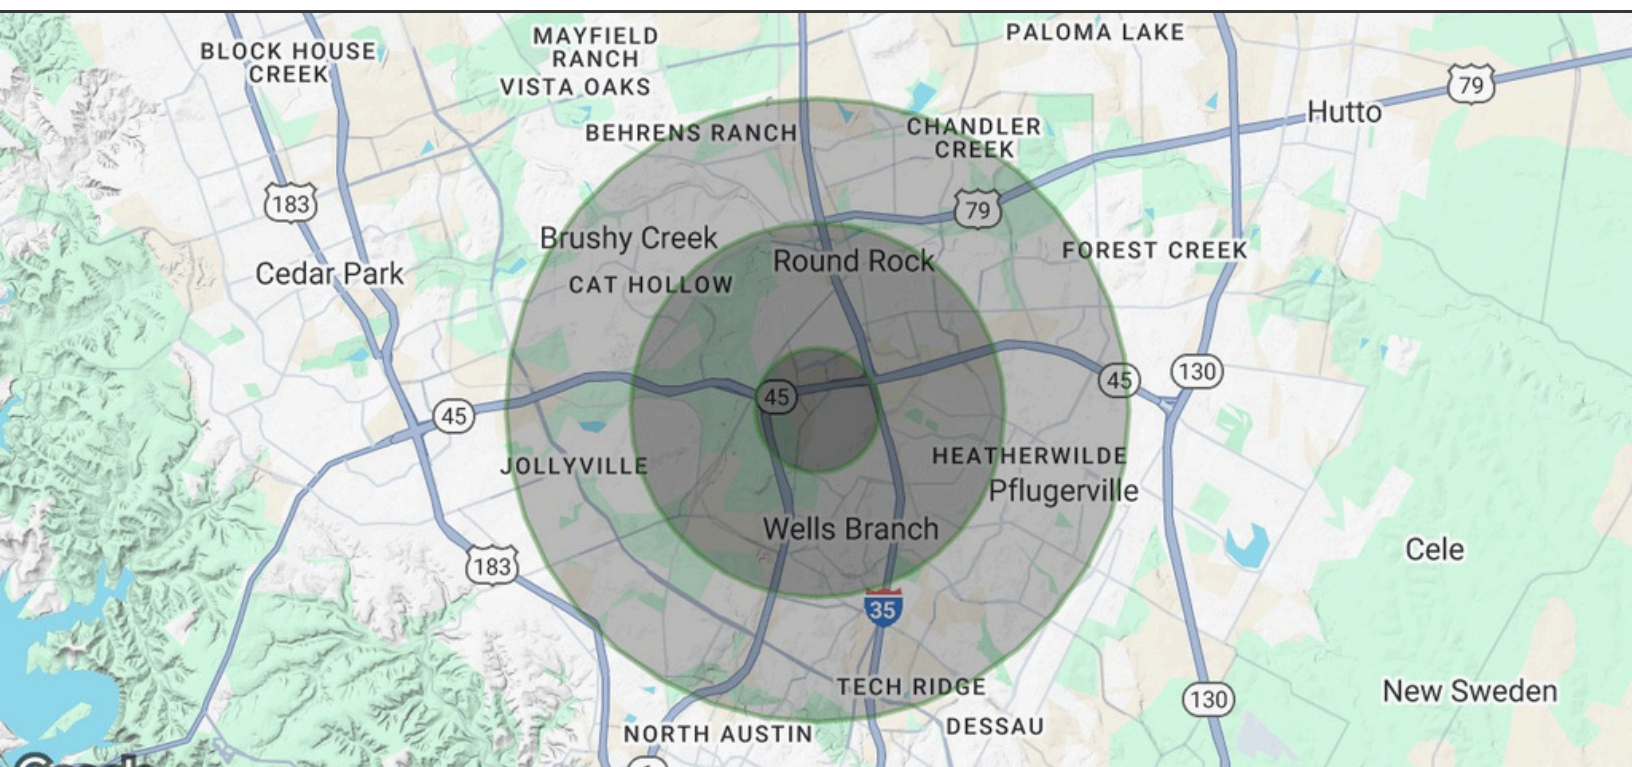 PALOMA LAKE
MAYFIELD
RANCH
BLOCK HOUSE
CREEK
VISTA OAKS
79
Hutto
BEHRENS RANCH
CHANDLER
CREEK
183
79
Brushy Creek
FOREST CREEK
Round Rock
Cedar Park
CAT HOLLOW
130
45
45
45
HEATHERWILDE
JOLLYVILLE
Pflugerville
Wells Branch
Cele
183
35
TECH RIDGE
New Sweden
130
DESSAU
NORTH AUSTIN